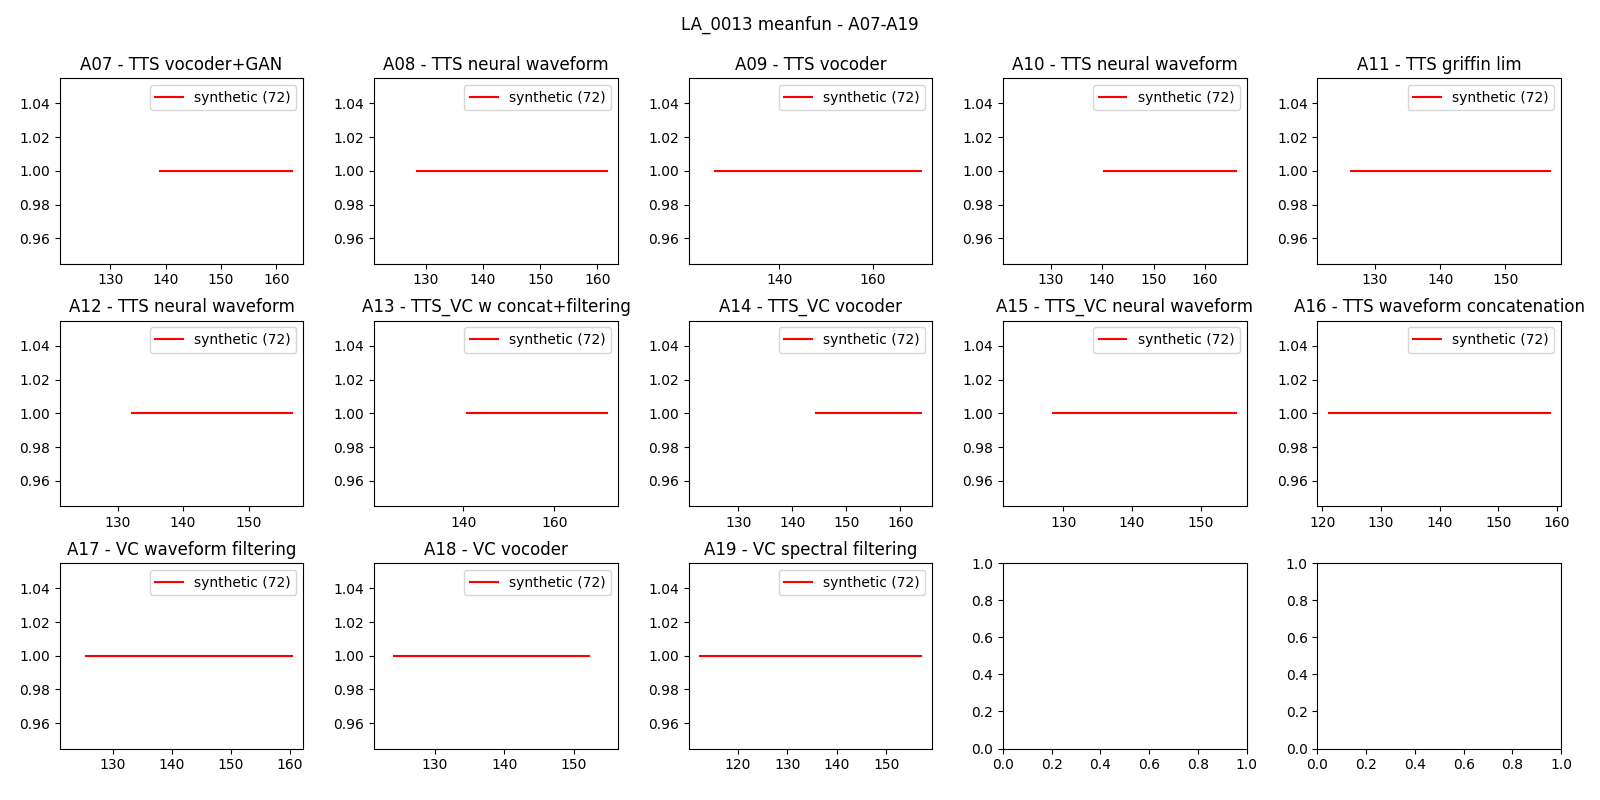 LA_0013 meanfun - A07-A19
A07 - TTS vocoder+GAN
A08 - TTS neural waveform
A09 - TTS vocoder
A10 - TTS neural waveform
A11 - TTS griffin lim
synthetic (72)
synthetic (72)
synthetic (72)
synthetic (72)
synthetic (72)
1.04
1.02
1.00
0.98
0.96
1.04
1.02
1.00
0.98
0.96
1.04
1.02
1.00
0.98
0.96
1.04
1.02
1.00
0.98
0.96
1.04
1.02
1.00
0.98
0.96
130 140 150 160
130 140 150 160
140 160
130 140 150 160
130 140 150
A12 - TTS neural waveform
A13 - TTS_VC w concat+filtering
A14 - TTS_VC vocoder
A15 - TTS_VC neural waveform
A16 - TTS waveform concatenation
synthetic (72)
synthetic (72)
synthetic (72)
synthetic (72)
synthetic (72)
1.04
1.02
1.00
0.98
0.96
1.04
1.02
1.00
0.98
0.96
1.04
1.02
1.00
0.98
0.96
1.04
1.02
1.00
0.98
0.96
1.04
1.02
1.00
0.98
0.96
130 140 150
140 160
130 140 150 160
130 140 150
120 130 140 150 160
A17 - VC waveform filtering
A18 - VC vocoder
A19 - VC spectral filtering
synthetic (72)
synthetic (72)
synthetic (72)
1.04
1.02
1.00
0.98
0.96
1.04
1.02
1.00
0.98
0.96
1.04
1.02
1.00
0.98
0.96
1.0
0.8
0.6
0.4
0.2
0.0
1.0
0.8
0.6
0.4
0.2
0.0
130 140 150 160
130 140 150
120 130 140 150
0.0 0.2 0.4 0.6 0.8 1.0
0.0 0.2 0.4 0.6 0.8 1.0